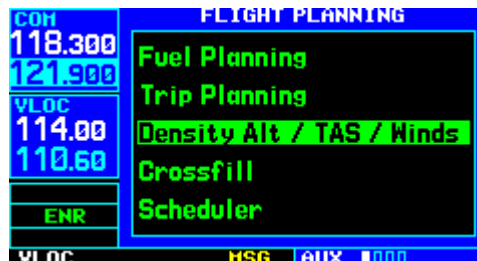 COM
118.300
121.900
VLOC
114.00
110.60
ENR
FLIGHT PLANNING
Fuel Planning
Trip Planning
Density Alt / TAS / Winds
Crossfill
Scheduler
VLOC MSG AUX